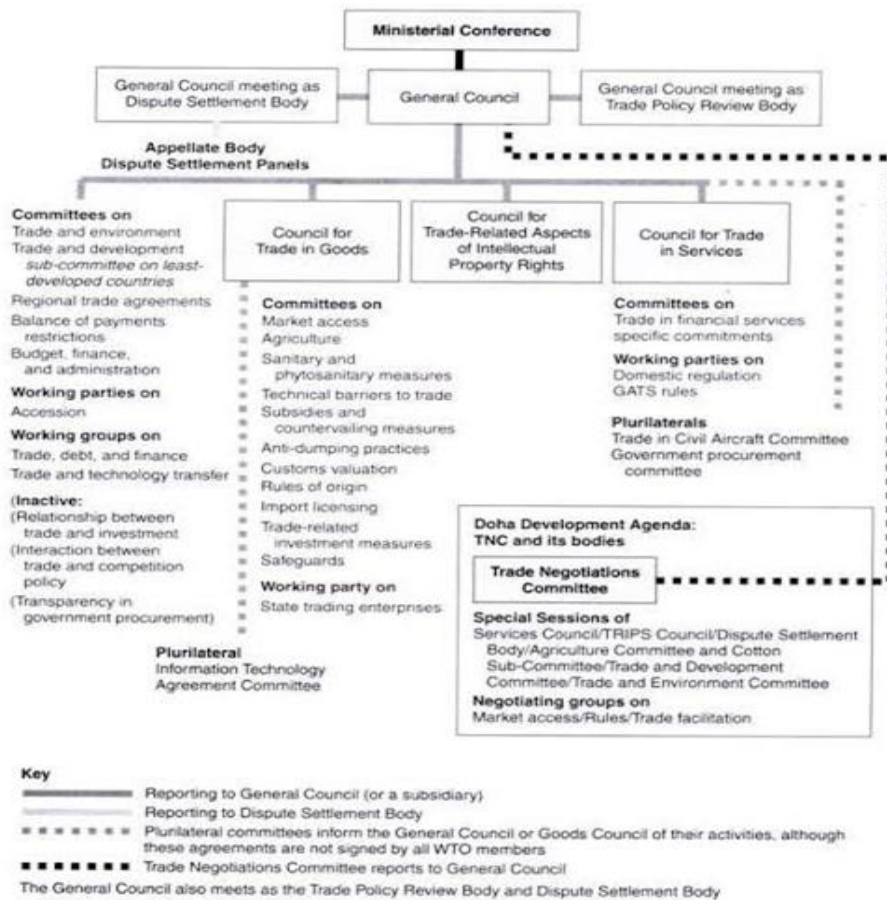 Ministerial Conference
General Council meeting as
Dispute Settlement Body
General Council
General Council meeting as
Trade Policy Review Body
Appellate Body
Dispute Settlement Panels
Committees on
Trade and environment
Trade and development
sub-committee on least-
developed countries
Regional trade agreements
Balance of payments
restrictions
Budget, finance,
and administration
Working parties on
Accession
Working groups on
Trade, debt, and finance
Trade and technology transfer
(Inactive:
(Relationship between
trade and investment
(Interaction between
trade and competition
policy
(Transparency in
government procurement)
Council for
Trade in Goods
Committees on
Market access
Agriculture
Sanitary and
phytosanitary measures
Technical barriers to trade
Subsidies and
countervailing measures
Anti-dumping practices
Customs valuation
Rules of origin
Import licensing
Trade-related
investment measures
Safeguards
Working party on
State trading enterprises
Plurilateral
Information Technology
Agreement Committee
Council for
Trade-Related Aspects
of Intellectual
Property Rights
Council for Trade
in Services
Committees on
Trade in financial services
specific commitments
Working parties on
Domestic regulation
GATS rules
Plurilaterals
Trade in Civil Aircraft Committee
Government procurement
committee
Doha Development Agenda:
TNC and its bodies
Trade Negotiations
Committee
Special Sessions of
Services Council/TRIPS Council/Dispute Settlement
Body/Agriculture Committee and Cotton
Sub-Committee/Trade and Development
Committee/Trade and Environment Committee
Negotiating groups on
Market access/Rules/Trade facilitation
Key
Reporting to General Council (or a subsidiary)
Reporting to Dispute Settlement Body
Plurilateral committees inform the General Council or Goods Council of their activities, although
these agreements are not signed by all WTO members
Trade Negotiations Committee reports to General Council
The General Council also meets as the Trade Policy Review Body and Dispute Settlement Body